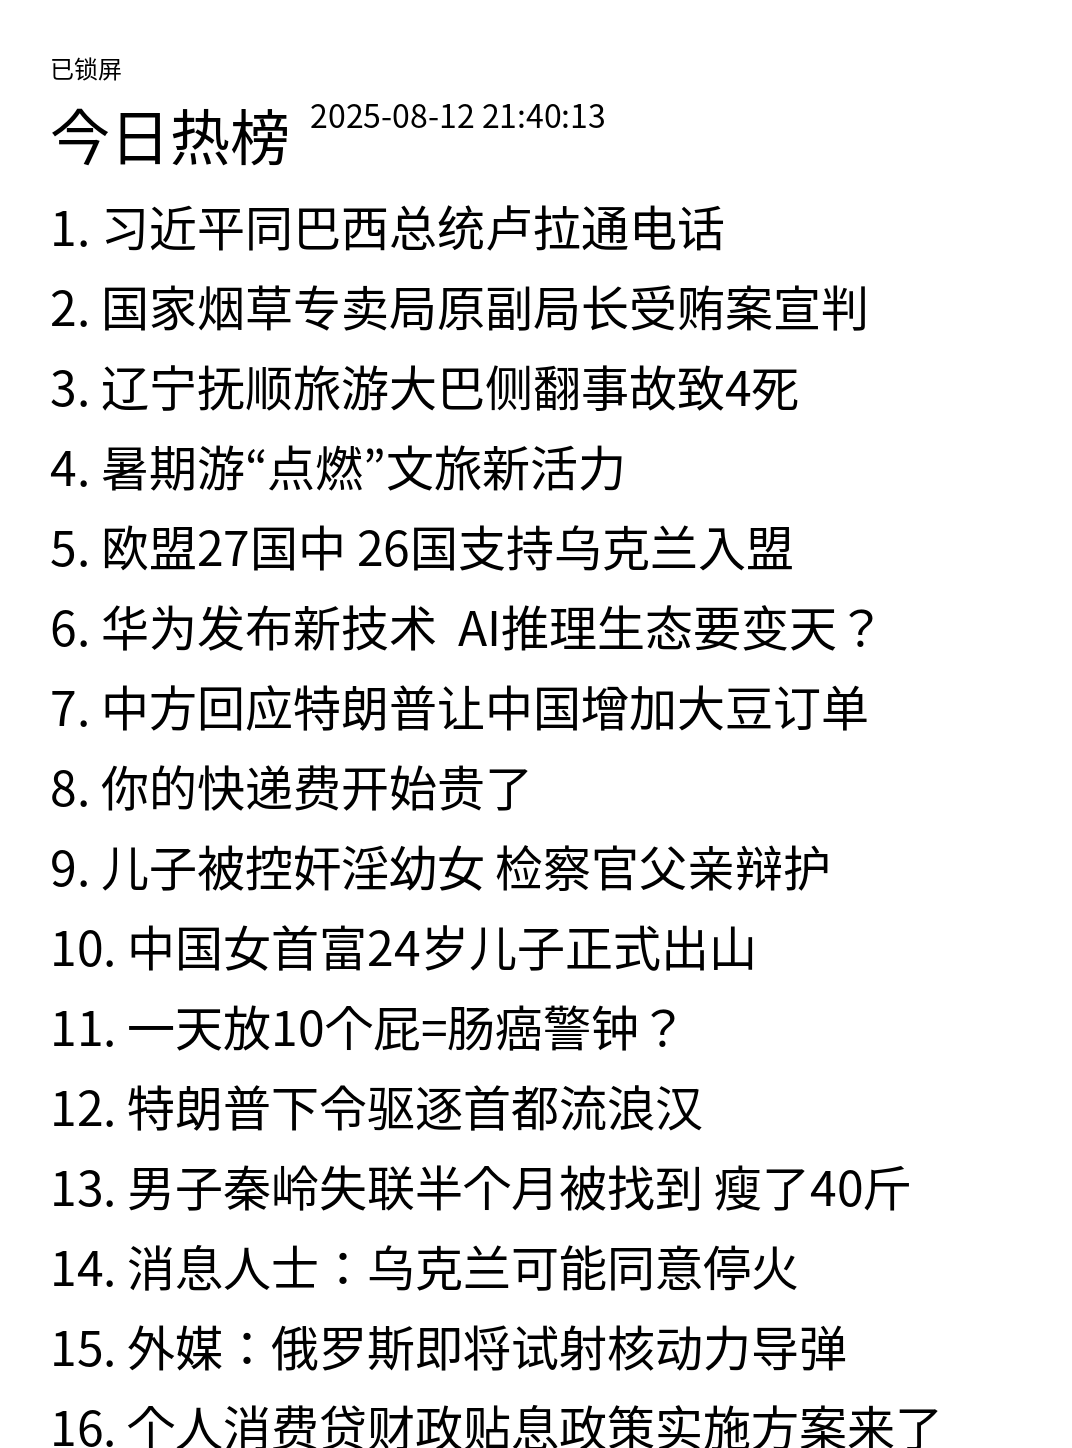 已锁屏
今日热榜 2025-08-12 21:40:13
1. 习近平同巴西总统卢拉通电话
2. 国家烟草专卖局原副局长受贿案宣判
3. 辽宁抚顺旅游大巴侧翻事故致4死
4. 暑期游“点燃”文旅新活力
5. 欧盟27国中 26国支持乌克兰入盟
6. 华为发布新技术  AI推理生态要变天？
7. 中方回应特朗普让中国增加大豆订单
8. 你的快递费开始贵了
9. 儿子被控奸淫幼女 检察官父亲辩护
10. 中国女首富24岁儿子正式出山
11. 一天放10个屁=肠癌警钟？
12. 特朗普下令驱逐首都流浪汉
13. 男子秦岭失联半个月被找到 瘦了40斤
14. 消息人士：乌克兰可能同意停火
15. 外媒：俄罗斯即将试射核动力导弹
16. 个人消费贷财政贴息政策实施方案来了